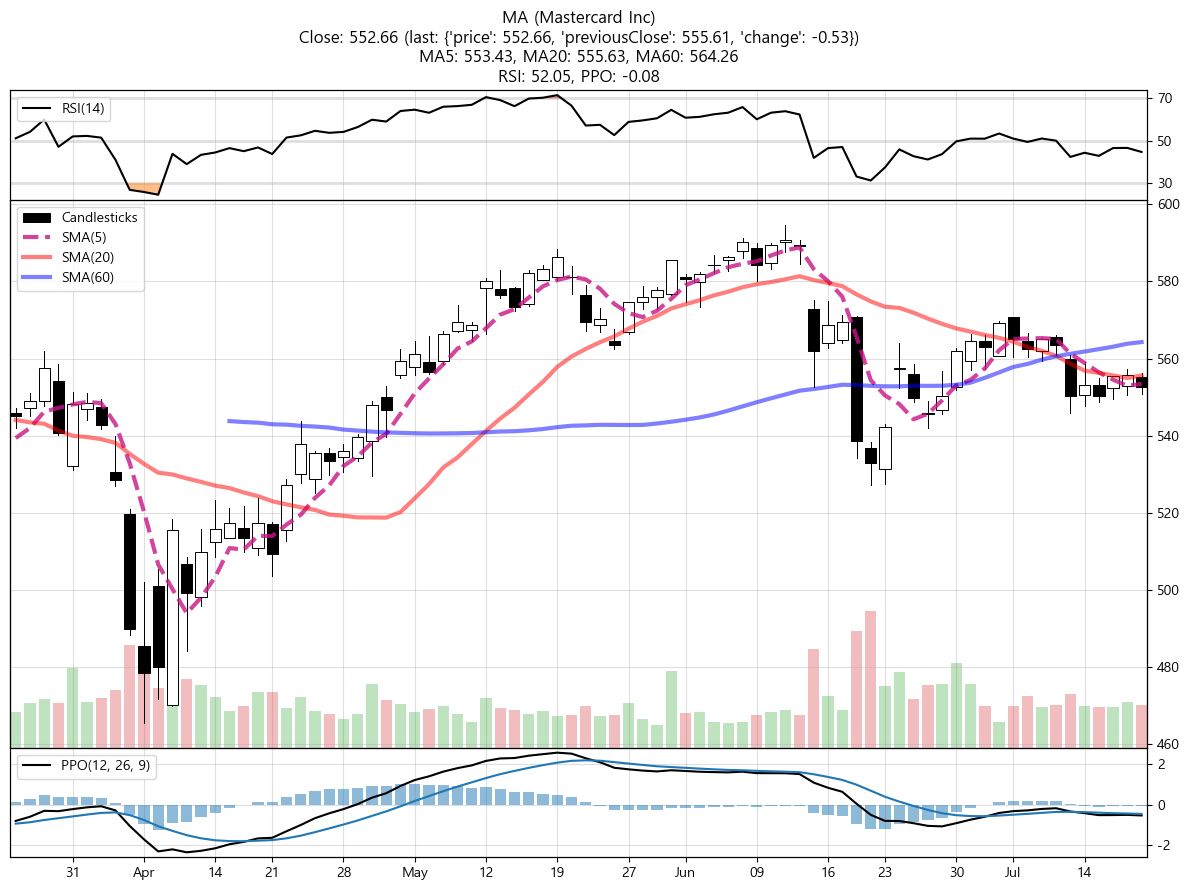 MA (Mastercard Inc)
Close: 552.66 (last: {'price': 552.66, 'previousClose': 555.61, 'change': -0.53})
MA5: 553.43, MA20: 555.63, MA60: 564.26
RSI: 52.05, PPO: -0.08
RSI(14)
70
50
30
Candlesticks
SMA(5)
SMA(20)
SMA(60)
600
580
560
540
520
500
480
460
PPO(12, 26, 9)
2
0
-2
31 Apr 14 21 28 May 12 19 27 Jun 09 16 23 30 Jul 14